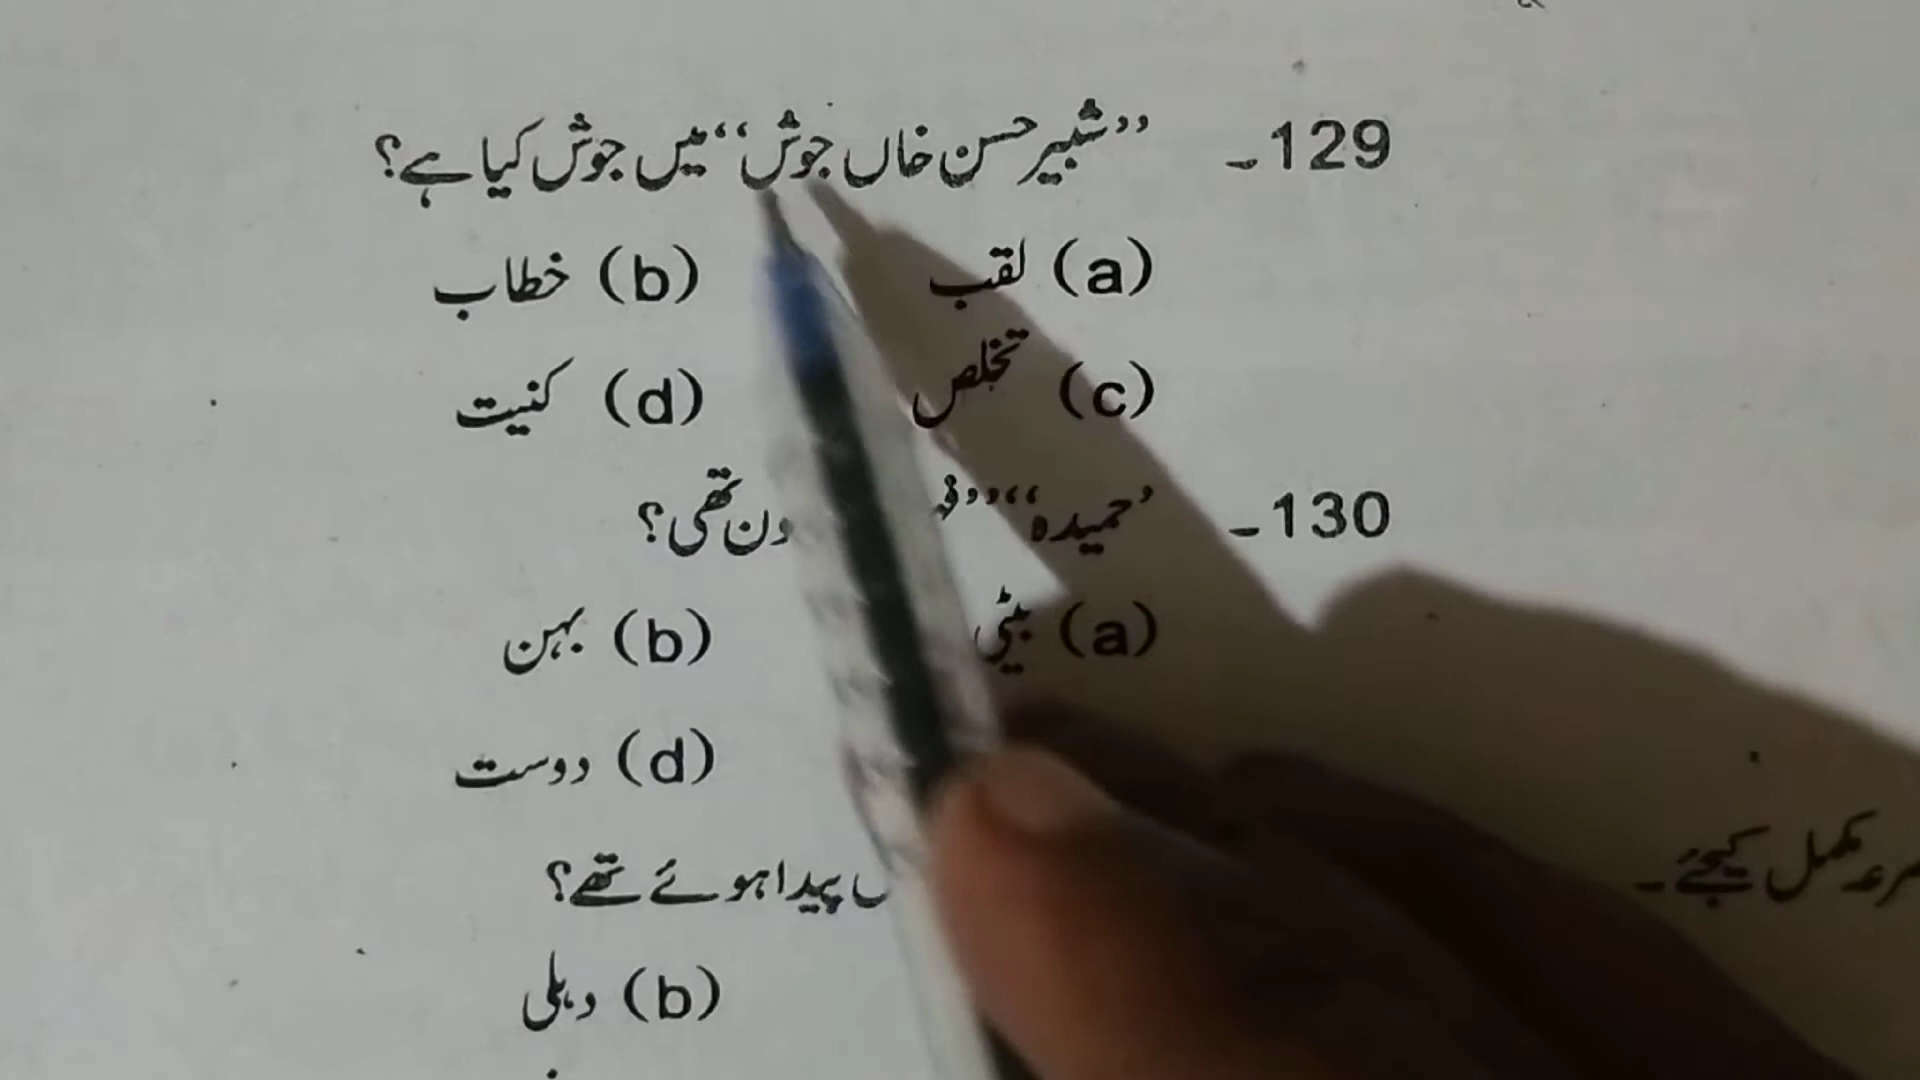 129۔ ’’شبیر حسن خاں جوش‘‘ میں جوش کیا ہے؟
(a) لقب (b) خطاب
(c) تخلص (d) کنیت
130۔ ’حمیدہ‘‘ تھی؟
(a) بیٹی (b) بہن
(d) دوست
پیدا ہوئے تھے؟
مکمل کیجئے۔
(b) دہلی